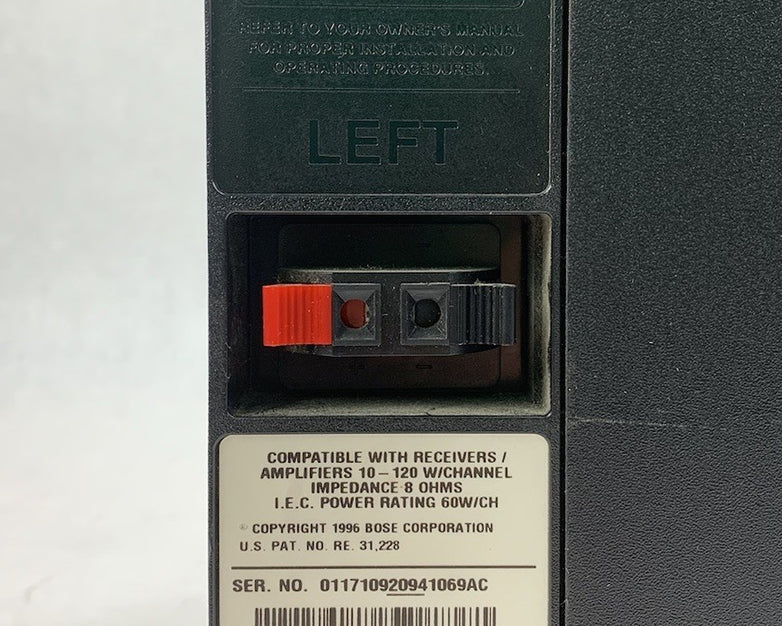 REFER TO YOUR OWNER'S MANUAL
FOR PROPER INSTALLATION AND
OPERATING PROCEDURES.
LEFT
COMPATIBLE WITH RECEIVERS /
AMPLIFIERS 10 – 120 W/CHANNEL
IMPEDANCE 8 OHMS
I.E.C. POWER RATING 60W/CH
© COPYRIGHT 1996 BOSE CORPORATION
U.S. PAT. NO. RE. 31,228
SER. NO. 011710920941069AC